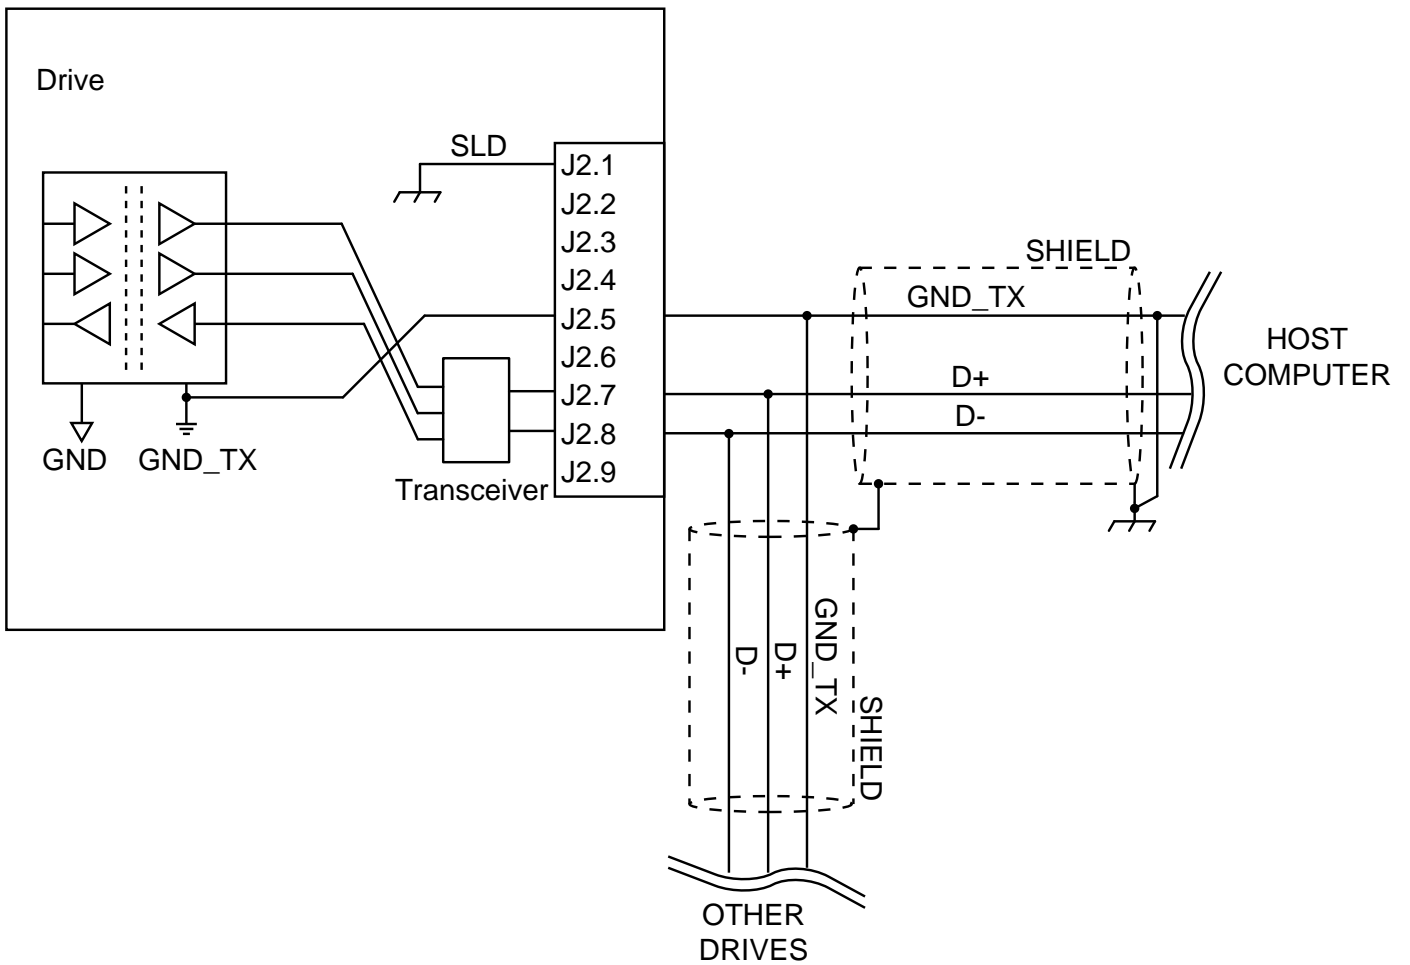 Drive
SLD
J2.1
J2.2
J2.3
J2.4
J2.5
J2.6
J2.7
J2.8
J2.9
GND
GND_TX
Transceiver
SHIELD
GND_TX
D+
D-
HOST
COMPUTER
D-
D+
GND_TX
SHIELD
OTHER
DRIVES